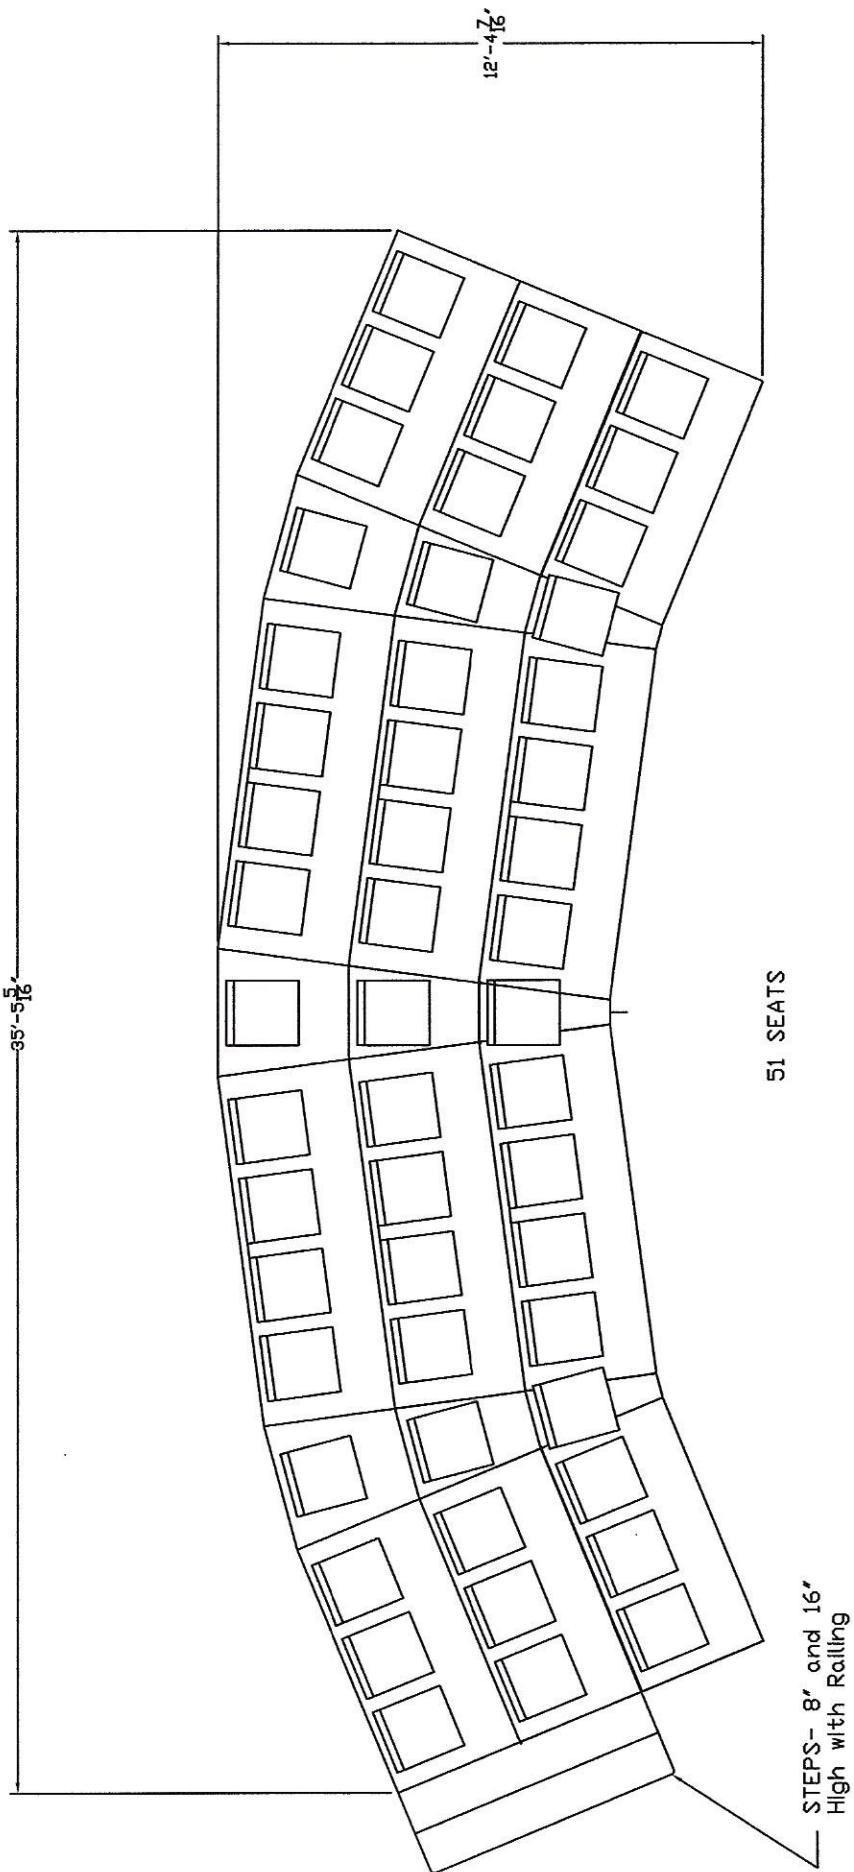 35'-5 5/16"
12'-4 7/16"
51 SEATS
STEPS- 8" and 16"
High with Railing